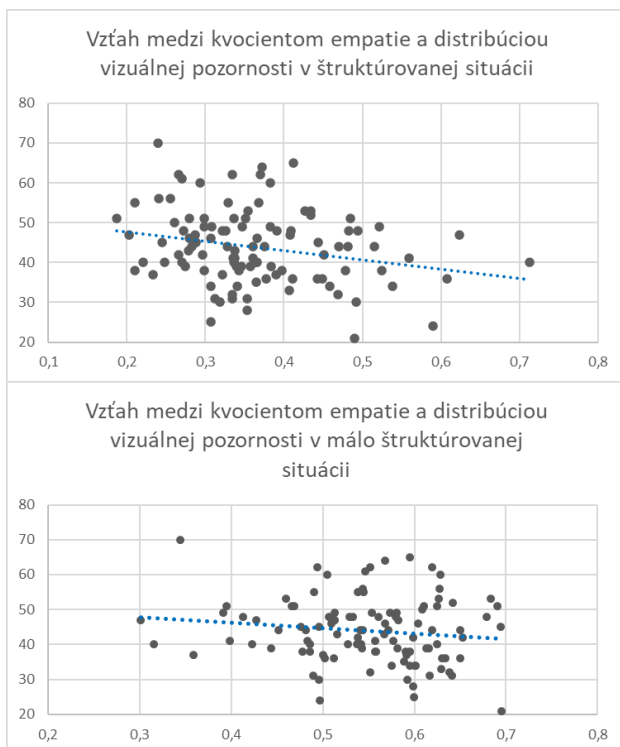 Vzťah medzi kvocientom empatie a distribúciou
vizuálnej pozornosti v štruktúrovanej situácii
80
70
60
50
40
30
20
0,1 0,2 0,3 0,4 0,5 0,6 0,7 0,8
Vzťah medzi kvocientom empatie a distribúciou
vizuálnej pozornosti v málo štruktúrovanej
situácii
80
70
60
50
40
30
20
0,2 0,3 0,4 0,5 0,6 0,7 0,8